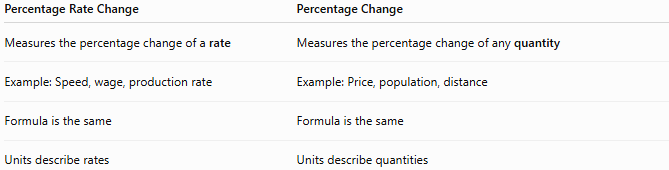 Percentage Rate Change Percentage Change
Measures the percentage change of a rate Measures the percentage change of any quantity
Example: Speed, wage, production rate Example: Price, population, distance
Formula is the same Formula is the same
Units describe rates Units describe quantities